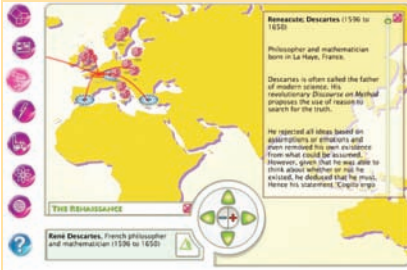 Reneacute; Descartes (1596 to
1650)
Philosopher and mathematician
born in La Haye, France.
Descartes is often called the father
of modern science. His
revolutionary Discourse on Method
proposes the use of reason to
search for the truth.
He rejected all ideas based on
assumptions or emotions and
even removed his own existence
from what could be assumed.
However, given that he was able to
think about whether or not he
existed, he deduced that he must.
Hence his statement 'Cogito ergo
THE RENAISSANCE
René Descartes, French philosopher
and mathematician (1596 to 1650)
?